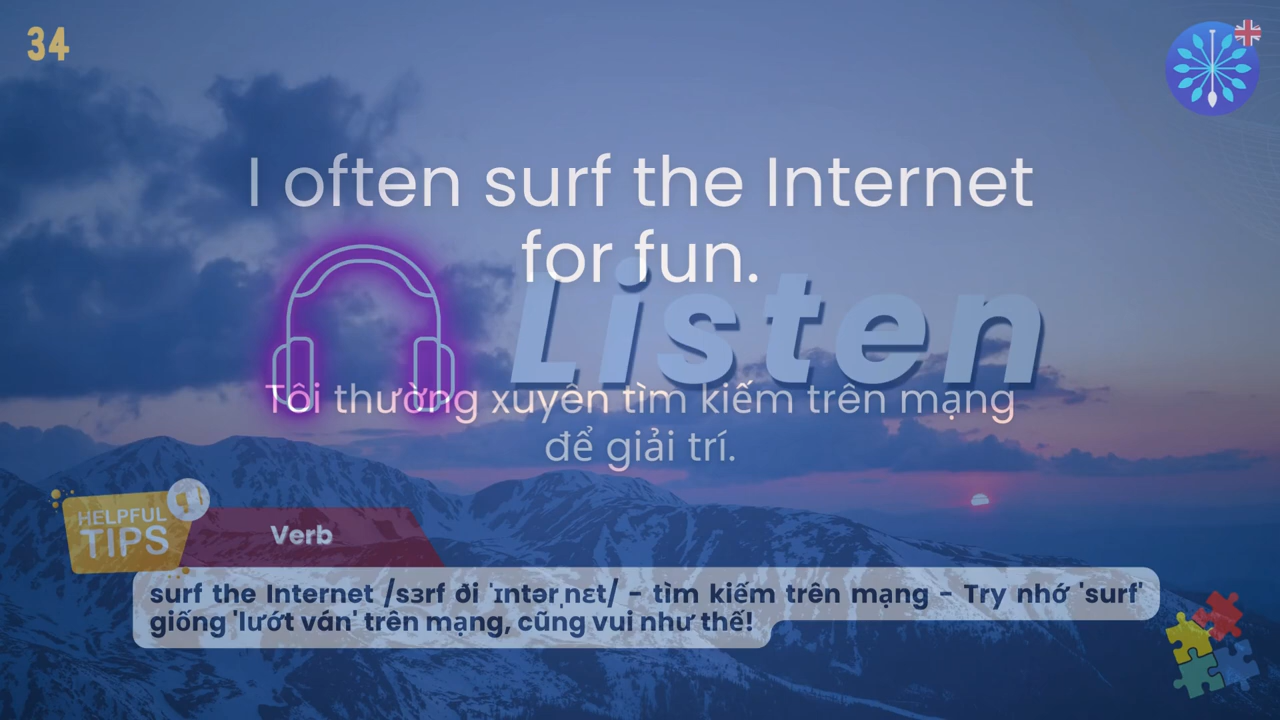 34
I often surf the Internet
for fun.
Listen
Tôi thường xuyên tìm kiếm trên mạng
để giải trí.
HELPFUL
TIPS
Verb
surf the Internet /sɜrf ði ˈɪntərˌnɛt/ - tìm kiếm trên mạng - Try nhớ 'surf'
giống 'lướt ván' trên mạng, cũng vui như thế!